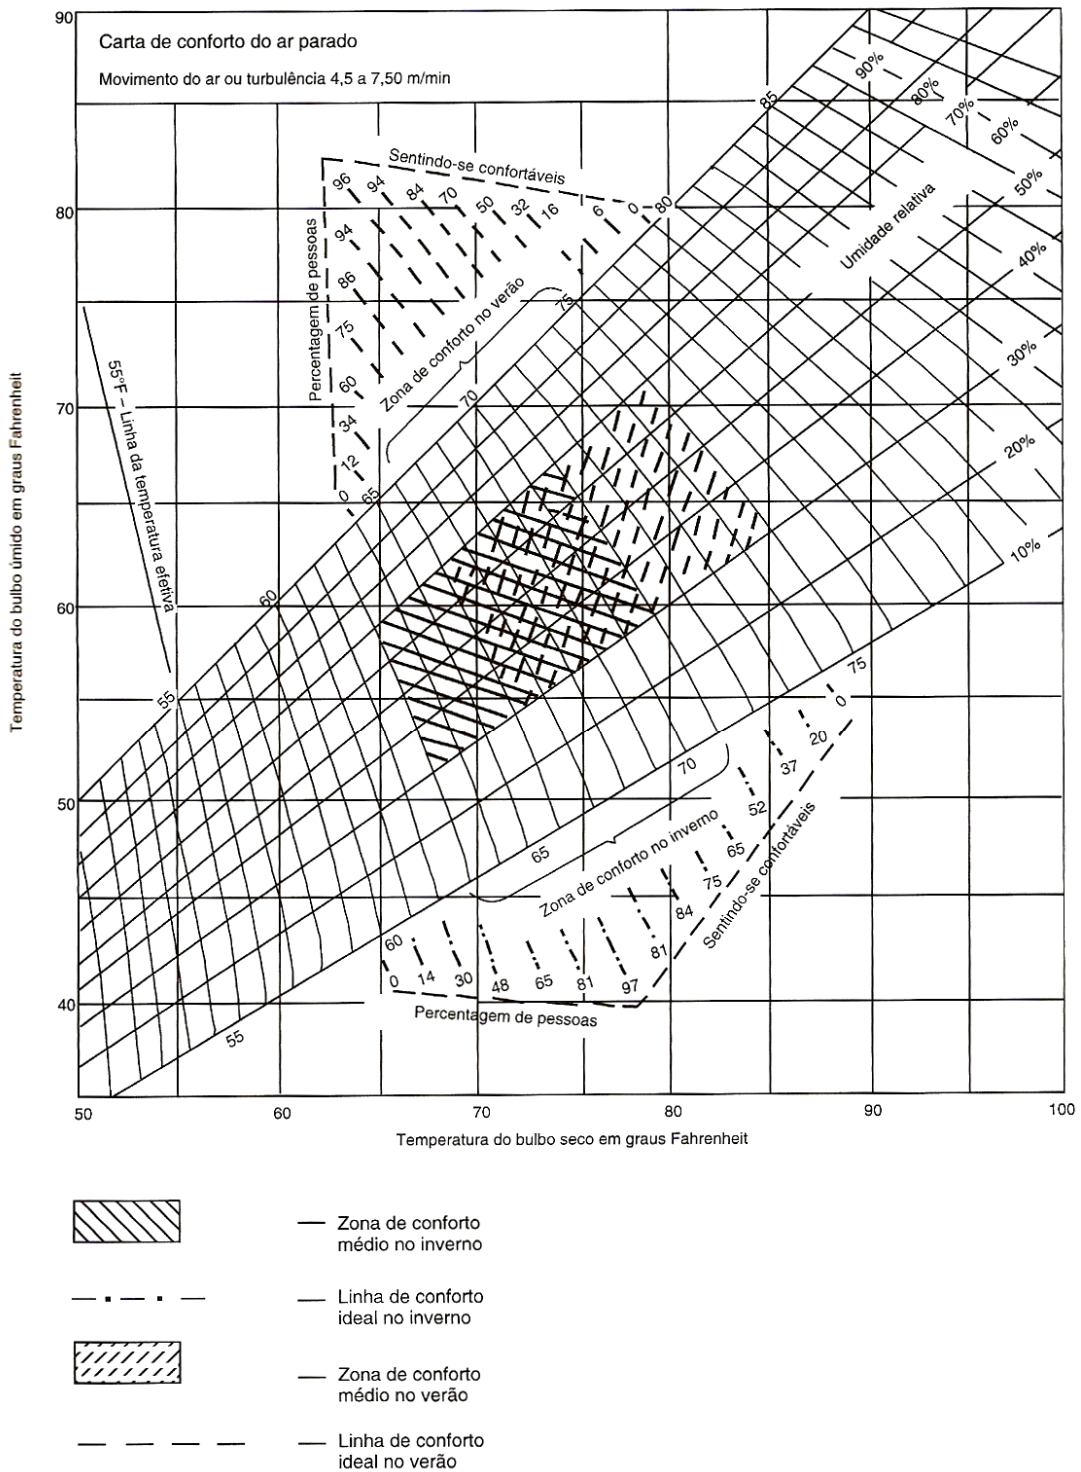 90
Carta de conforto do ar parado
Movimento do ar ou turbulência 4,5 a 7,50 m/min
85
90%
80%
70%
60%
50%
40%
30%
20%
10%
Umidade relativa
Sentindo-se confortáveis
96 94 84 70 50 32 16 6 0 80
80
94
86
75
60
34
12
0 65
Percentagem de pessoas
Zona de conforto no verão
75
70
55°F – Linha da temperatura efetiva
Temperatura do bulbo úmido em graus Fahrenheit
70
60
60
55
50
75
70
65
60
55
Zona de conforto no inverno
0
20
37
52
65
75
84
81
0 14 30 48 65 81 97
Sentindo-se confortáveis
Percentagem de pessoas
40
50 60 70 80 90 100
Temperatura do bulbo seco em graus Fahrenheit
Zona de conforto
médio no inverno
Linha de conforto
ideal no inverno
Zona de conforto
médio no verão
Linha de conforto
ideal no verão